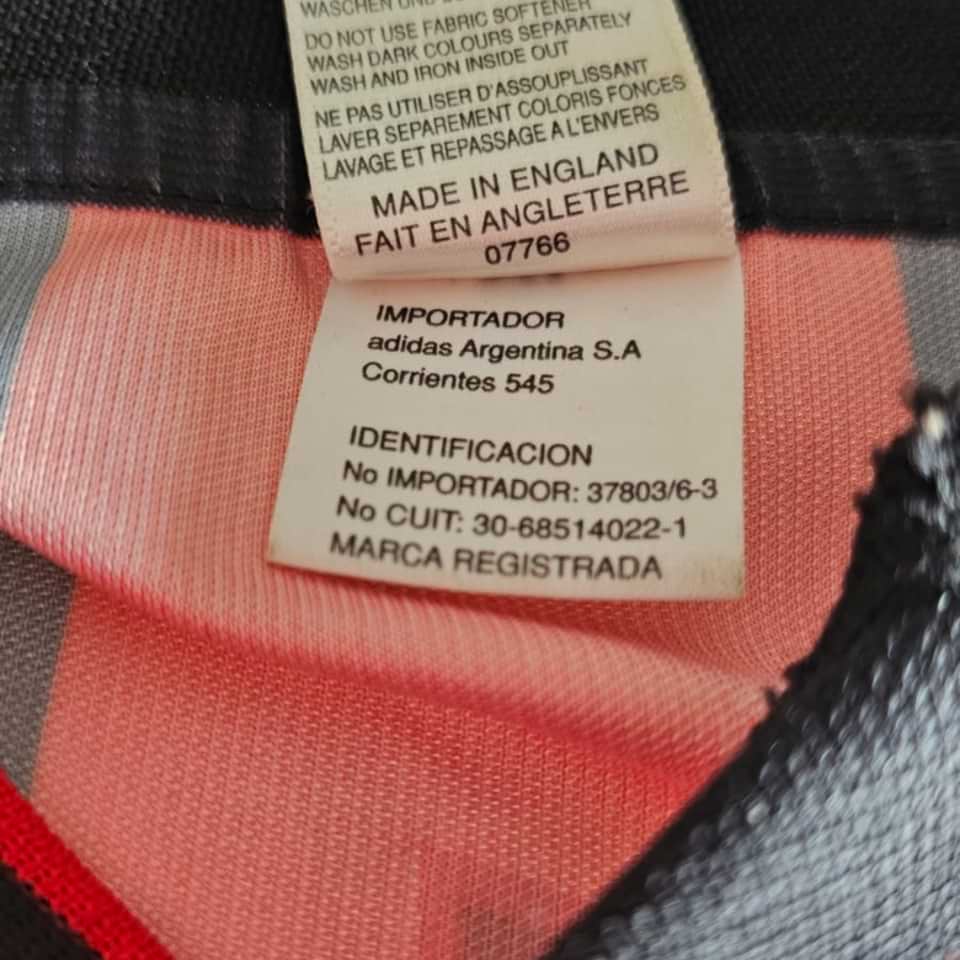 WASCHEN UND
DO NOT USE FABRIC SOFTENER
WASH DARK COLOURS SEPARATELY
WASH AND IRON INSIDE OUT
NE PAS UTILISER D'ASSOUPLISSANT
LAVER SEPAREMENT COLORIS FONCES
LAVAGE ET REPASSAGE A L'ENVERS
MADE IN ENGLAND
FAIT EN ANGLETERRE
07766
IMPORTADOR
adidas Argentina S.A
Corrientes 545
IDENTIFICACION
No IMPORTADOR: 37803/6-3
No CUIT: 30-68514022-1
MARCA REGISTRADA